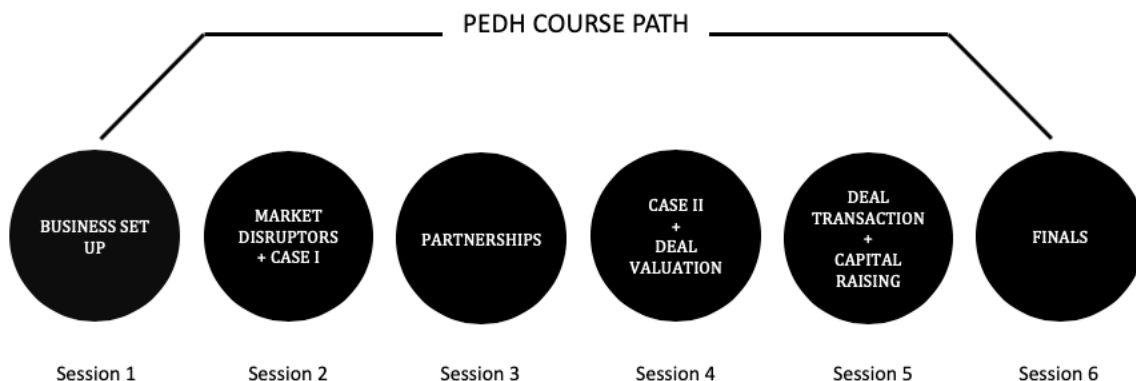 PEDH COURSE PATH
BUSINESS SET
UP
MARKET
DISRUPTORS
+ CASE I
PARTNERSHIPS
CASE II
+
DEAL
VALUATION
DEAL
TRANSACTION
+
CAPITAL
RAISING
FINALS
Session 1
Session 2
Session 3
Session 4
Session 5
Session 6